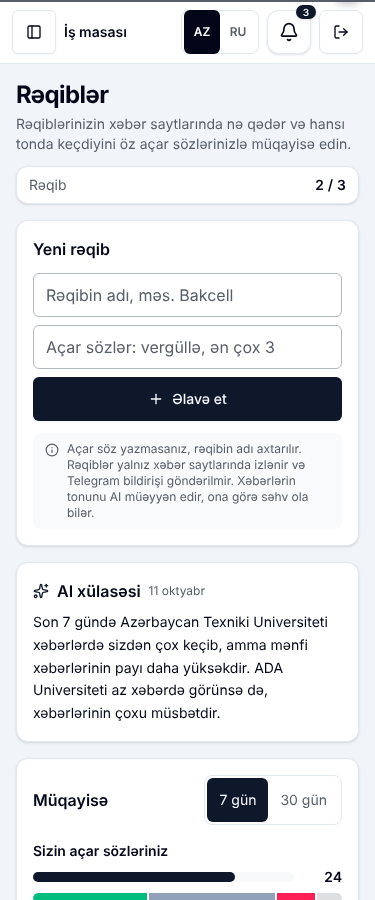 İş masası
AZ
RU
3
Rəqiblər
Rəqiblərinizin xəbər saytlarında nə qədər və hansı
tonda keçdiyini öz açar sözlərinizlə müqayisə edin.
Rəqib
2 / 3
Yeni rəqib
Rəqibin adı, məs. Bakcell
Açar sözlər: vergüllə, ən çox 3
+ Əlavə et
Açar söz yazmasanız, rəqibin adı axtarılır.
Rəqiblər yalnız xəbər saytlarında izlənir və
Telegram bildirişi göndərilmir. Xəbərlərin
tonunu AI müəyyən edir, ona görə səhv ola
bilər.
AI xülasəsi 11 oktyabr
Son 7 gündə Azərbaycan Texniki Universiteti
xəbərlərdə sizdən çox keçib, amma mənfi
xəbərlərinin payı daha yüksəkdir. ADA
Universiteti az xəbərdə görünsə də,
xəbərlərinin çoxu müsbətdir.
Müqayisə
7 gün
30 gün
Sizin açar sözləriniz
24